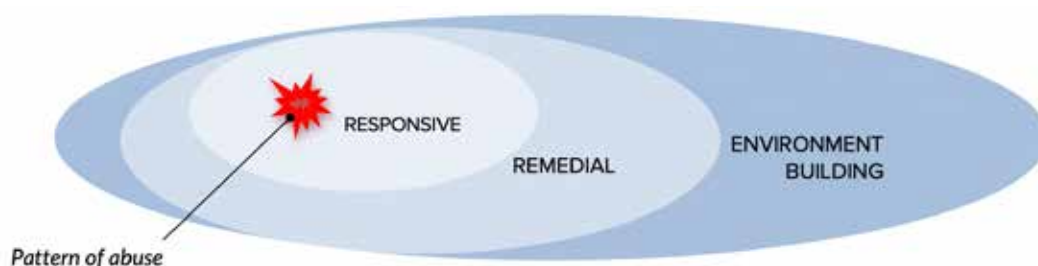 RESPONSIVE
REMEDIAL
ENVIRONMENT
BUILDING
Pattern of abuse